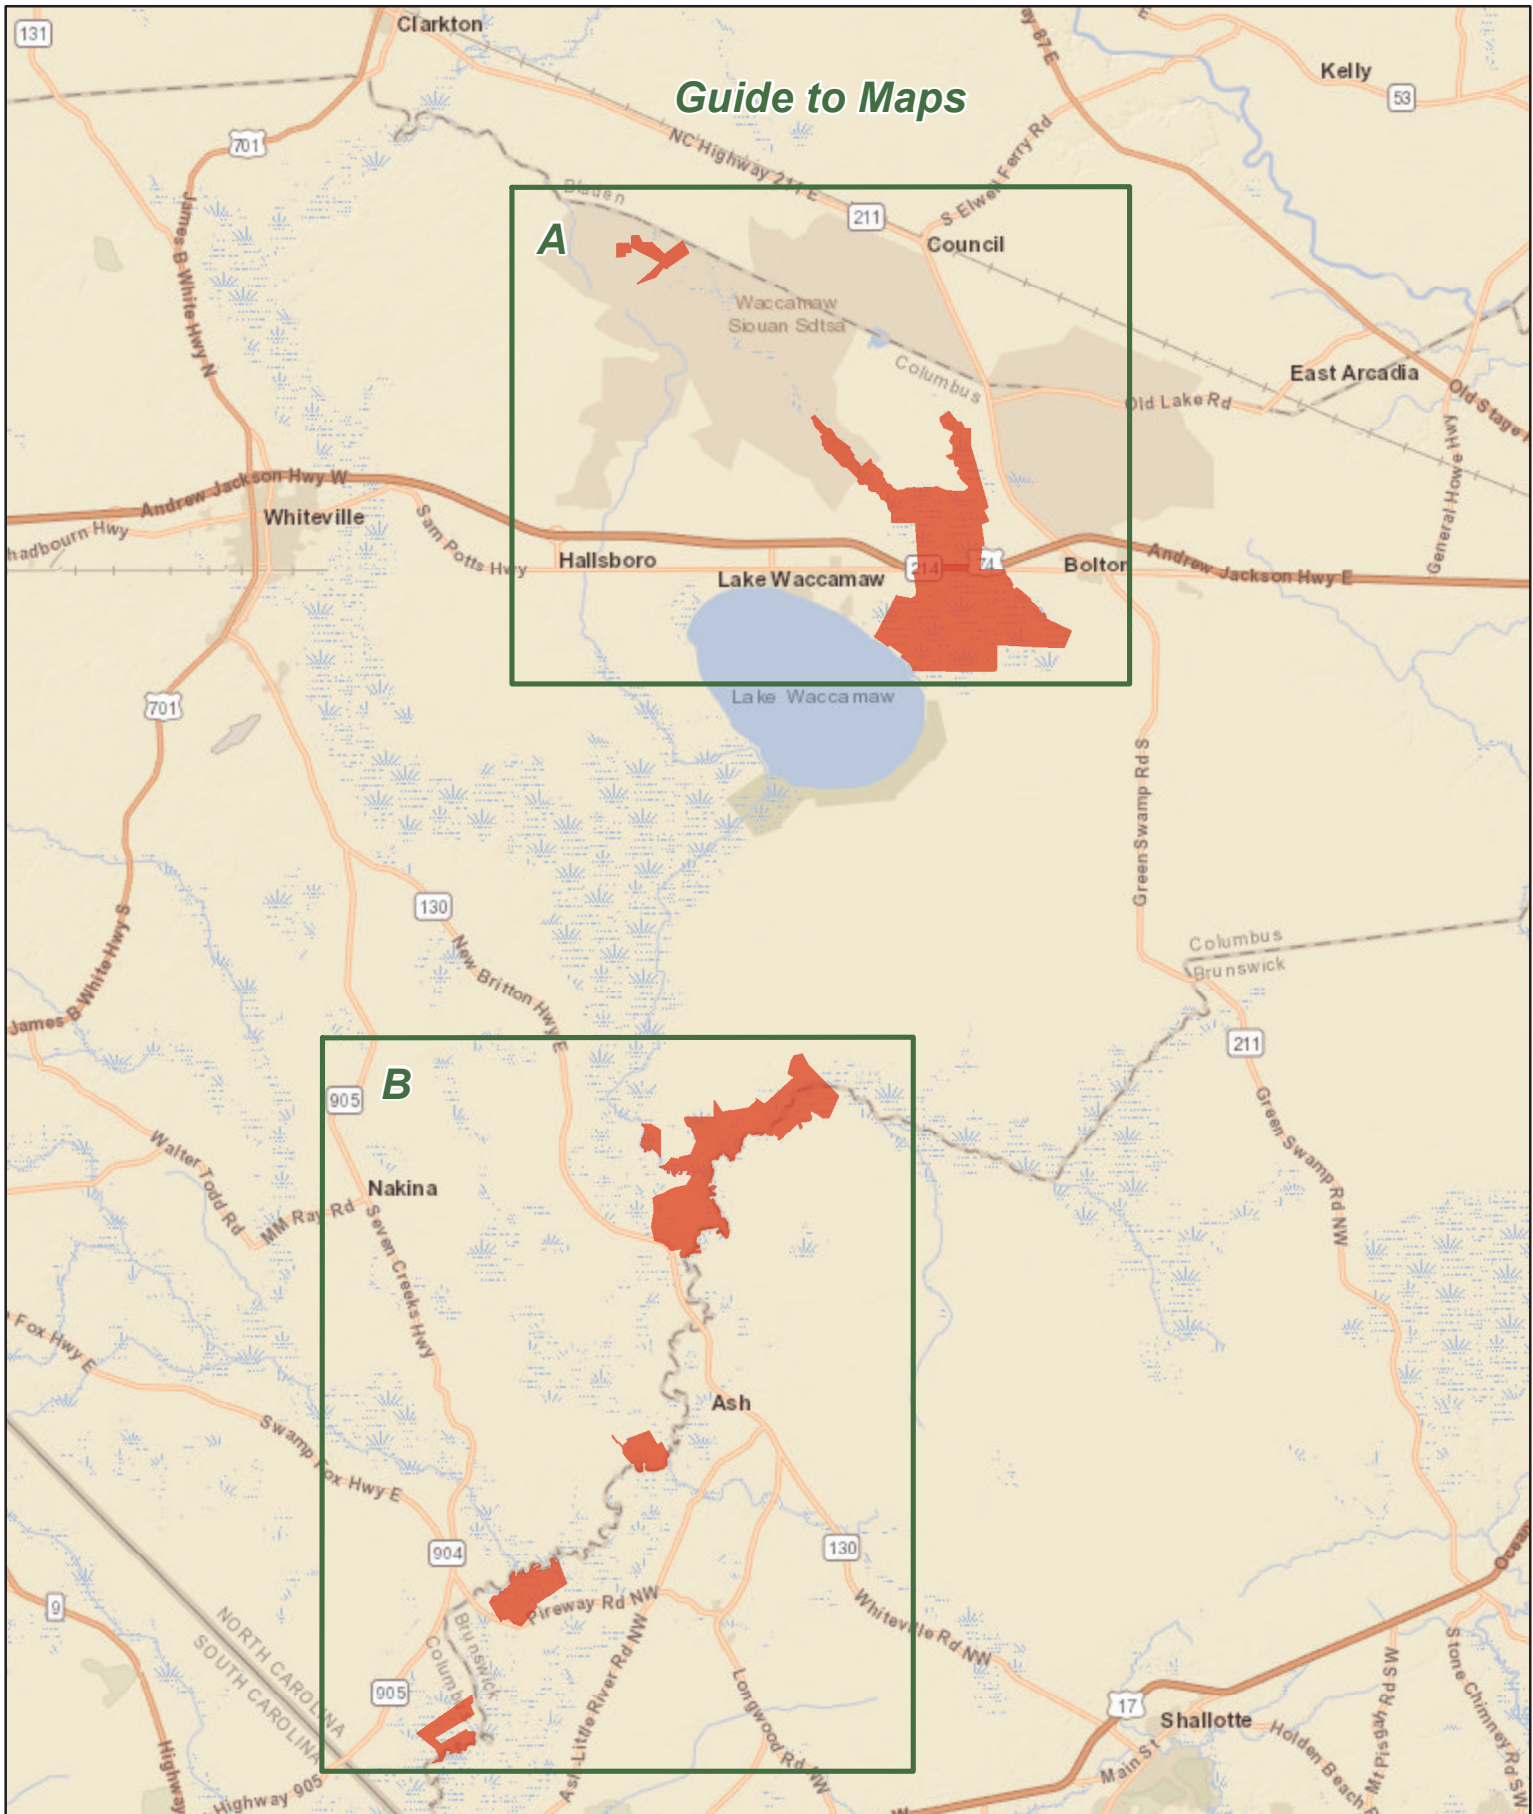 Clarkton
131
Guide to Maps
Kelly
53
701
NC Highway 211 E
S Elwell Ferry Rd
Bladen
211
A
Council
James B White Hwy N
Waccamaw
Siouan Sdtsa
Columbus
East Arcadia
Old Lake Rd
General Howe Hwy
Andrew Jackson Hwy W
Whiteville
Sam Potts Hwy
Hallsboro
Lake Waccamaw
214
74
Bolton
Andrew Jackson Hwy E
Lake Waccamaw
701
Green Swamp Rd S
130
James B White Hwy S
New Britton Hwy E
Columbus
Brunswick
211
B
905
Green Swamp Rd NW
Walter Todd Rd
MM Ray Rd
Nakina
Seven Creeks Hwy
Fox Hwy E
Ash
Swamp Fox Hwy E
904
130
9
Pireway Rd NW
Whiteville Rd NW
Brunswick
NORTH CAROLINA
SOUTH CAROLINA
905
Ash-Little River Rd NW
Longwood Rd NW
17
Shallotte
Main St
Mt Pisgah Rd SW
Stone Chimney Rd SW
Holden Beach
Highway
Highway 905